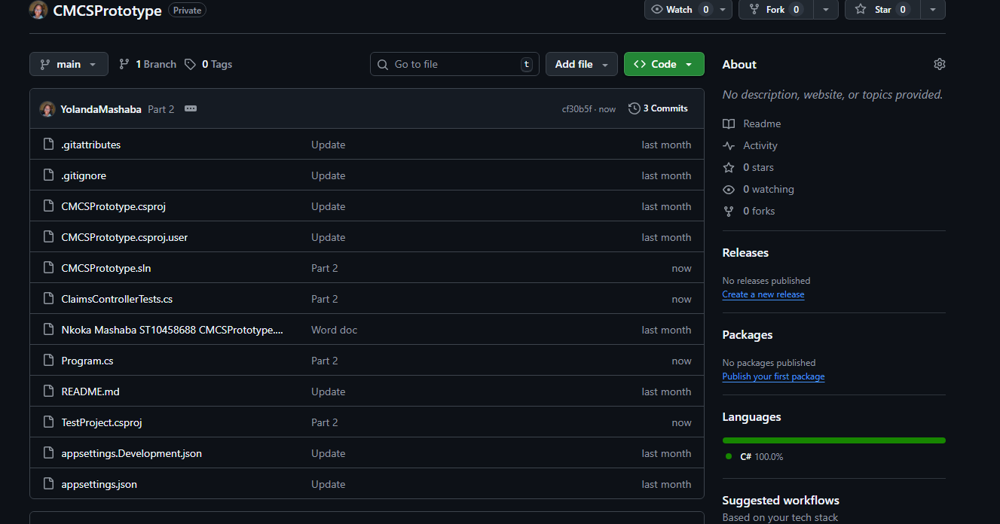 CMCSPrototype Private Watch 0 Fork 0 Star 0
main 1 Branch 0 Tags Go to file t Add file Code
YolandaMashaba Part 2 cf30b5f · now 3 Commits
.gitattributes Update last month
.gitignore Update last month
CMCSPrototype.csproj Update last month
CMCSPrototype.csproj.user Update last month
CMCSPrototype.sln Part 2 now
ClaimsControllerTests.cs Part 2 now
Nkoka Mashaba ST10458688 CMCSPrototype.... Word doc last month
Program.cs Part 2 now
README.md Update last month
TestProject.csproj Part 2 now
appsettings.Development.json Update last month
appsettings.json Update last month
About
No description, website, or topics provided.
Readme
Activity
0 stars
0 watching
0 forks
Releases
No releases published
Create a new release
Packages
No packages published
Publish your first package
Languages
C# 100.0%
Suggested workflows
Based on your tech stack